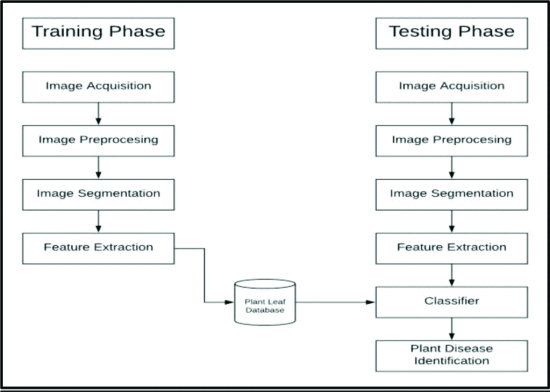 Training Phase
Image Acquisition
Image Preprocesing
Image Segmentation
Feature Extraction
Plant Leaf
Database
Testing Phase
Image Acquisition
Image Preprocesing
Image Segmentation
Feature Extraction
Classifier
Plant Disease
Identification